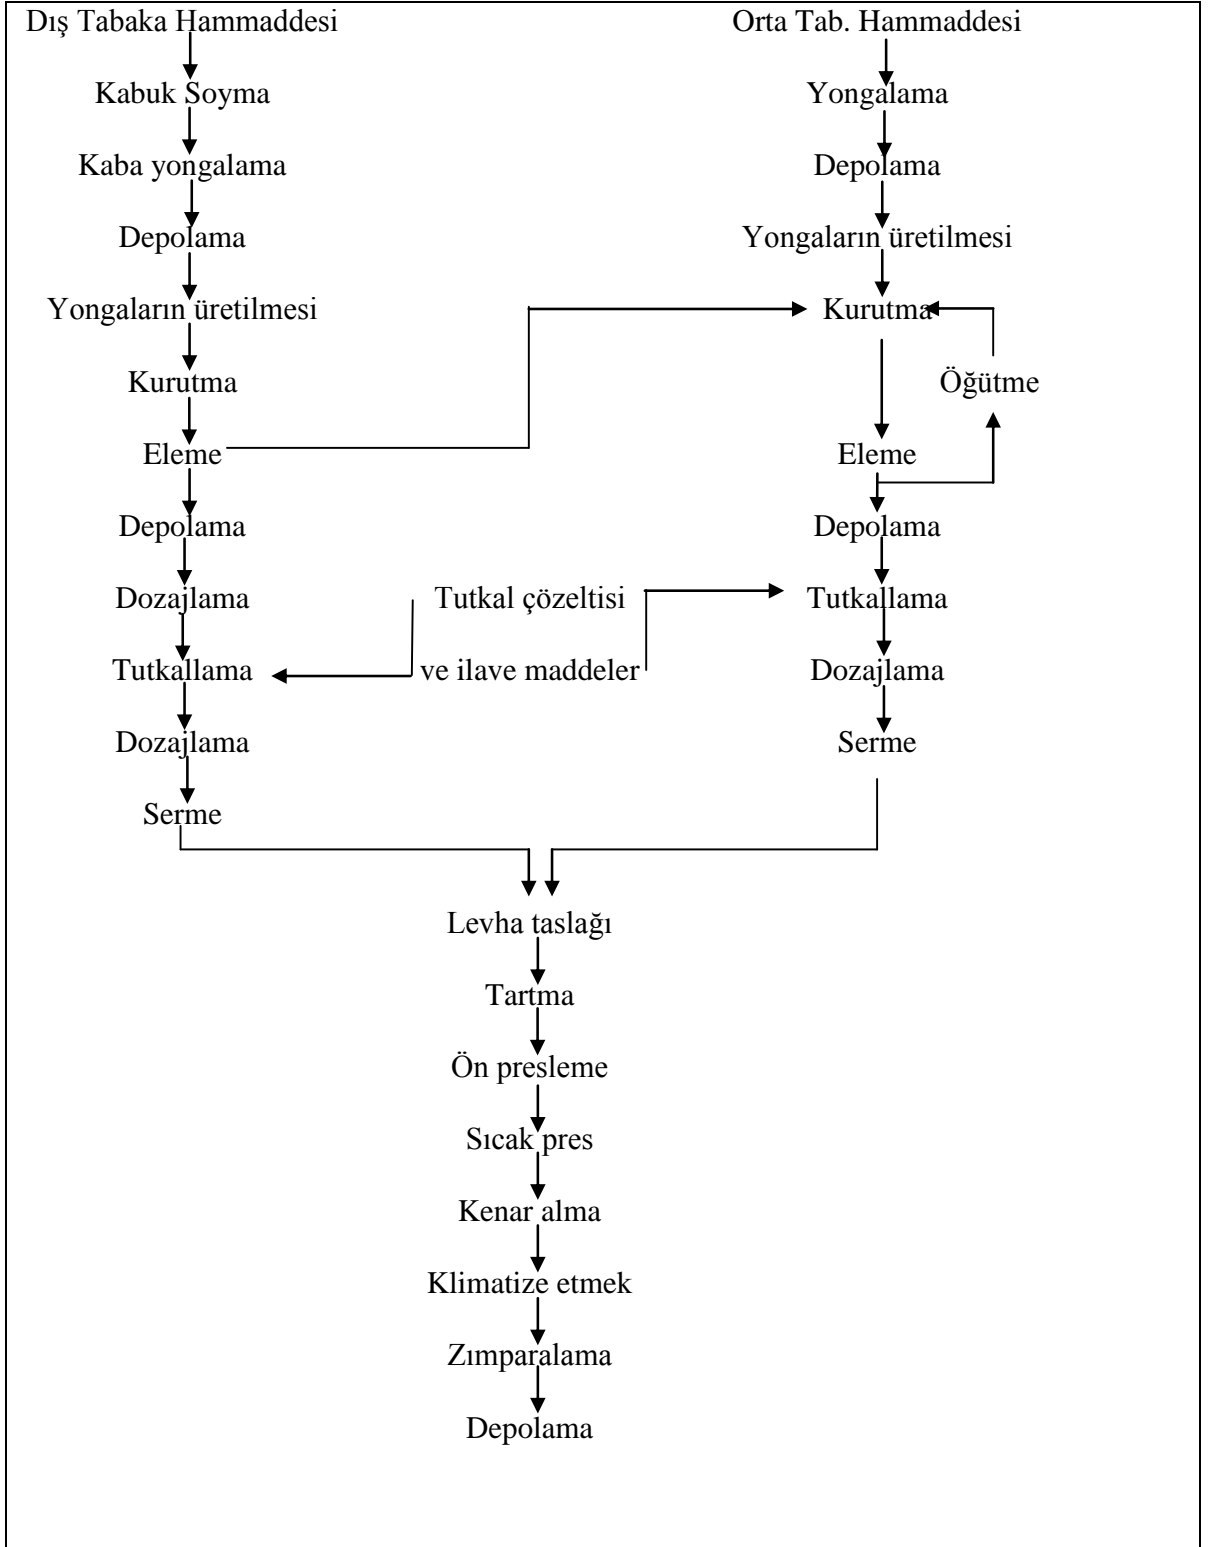 Dış Tabaka Hammaddesi
Orta Tab. Hammaddesi
Kabuk Soyma
Yongalama
Kaba yongalama
Depolama
Depolama
Yongaların üretilmesi
Yongaların üretilmesi
Kurutma
Kurutma
Öğütme
Eleme
Eleme
Depolama
Depolama
Dozajlama
Tutkal çözeltisi
Tutkallama
Tutkallama
ve ilave maddeler
Dozajlama
Dozajlama
Serme
Serme
Levha taslağı
Tartma
Ön presleme
Sıcak pres
Kenar alma
Klimatize etmek
Zımparalama
Depolama